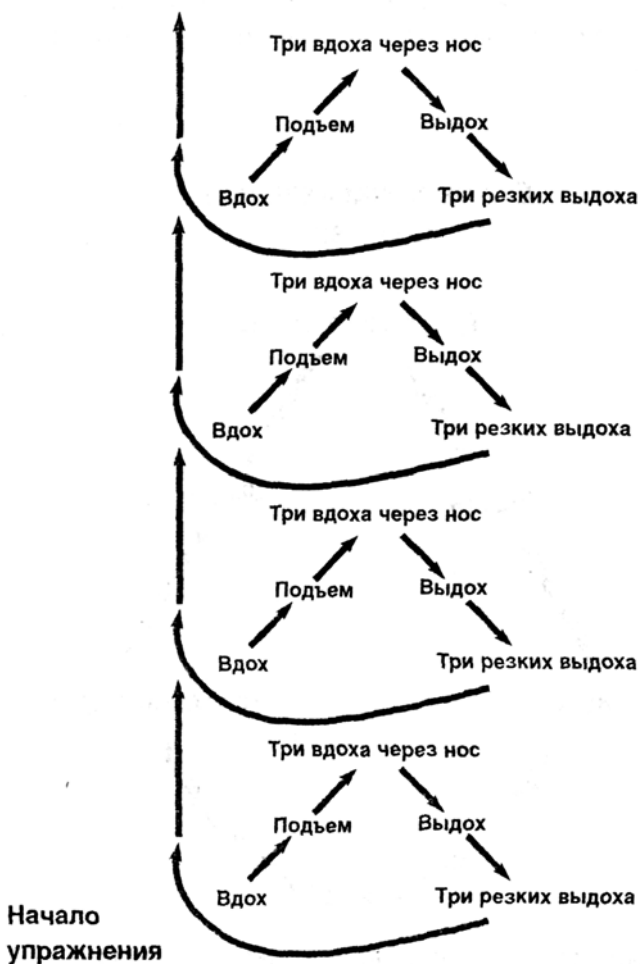 Три вдоха через нос
Подъем Выдох
Вдох Три резких выдоха
Три вдоха через нос
Подъем Выдох
Вдох Три резких выдоха
Три вдоха через нос
Подъем Выдох
Вдох Три резких выдоха
Три вдоха через нос
Подъем Выдох
Вдох Три резких выдоха
Начало
упражнения